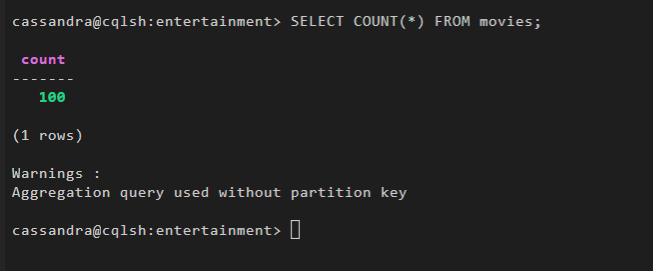 cassandra@cqlsh:entertainment> SELECT COUNT(*) FROM movies;
count
-------
100
(1 rows)
Warnings :
Aggregation query used without partition key
cassandra@cqlsh:entertainment>